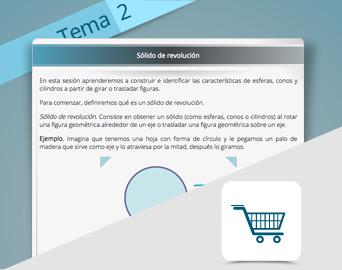 Tema 2
Sólido de revolución
En esta sesión aprenderemos a construir e identificar las características de esferas, conos y
cilindros a partir de girar o trasladar figuras.
Para comenzar, definiremos qué es un sólido de revolución.
Sólido de revolución. Consiste en obtener un sólido (como esferas, conos o cilindros) al rotar
una figura geométrica alrededor de un eje o trasladar una figura geométrica sobre un eje.
Ejemplo. Imagina que tenemos una hoja con forma de círculo y le pegamos un palo de
madera que sirve como eje y lo atraviesa por la mitad, después lo giramos.